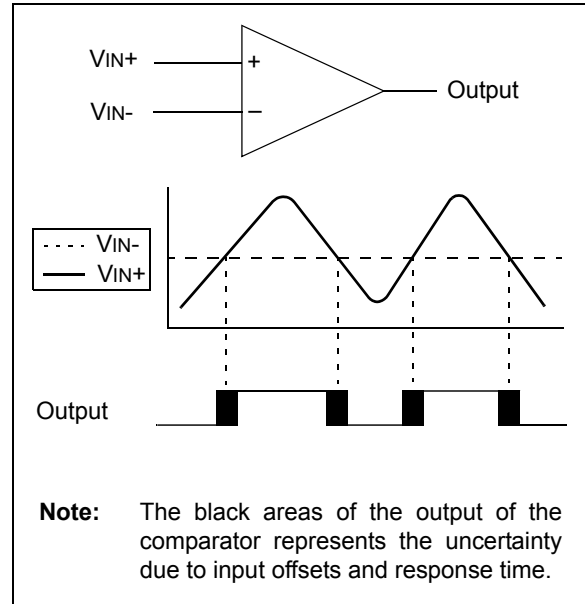 VIN+
+
Output
VIN-
–
VIN-
VIN+
Output
Note: The black areas of the output of the
comparator represents the uncertainty
due to input offsets and response time.